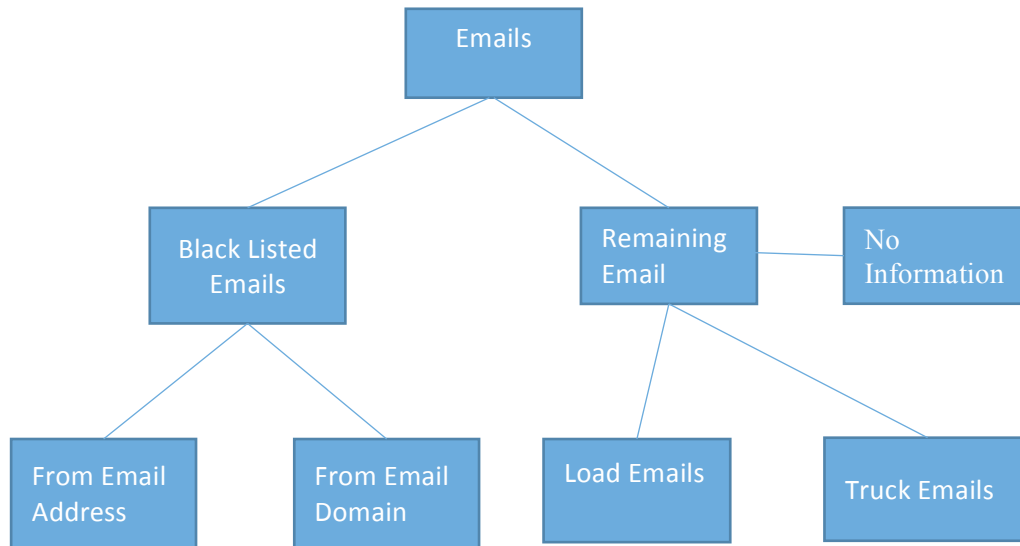 Emails
Black Listed
Emails
Remaining
Email
No
Information
From Email
Address
From Email
Domain
Load Emails
Truck Emails